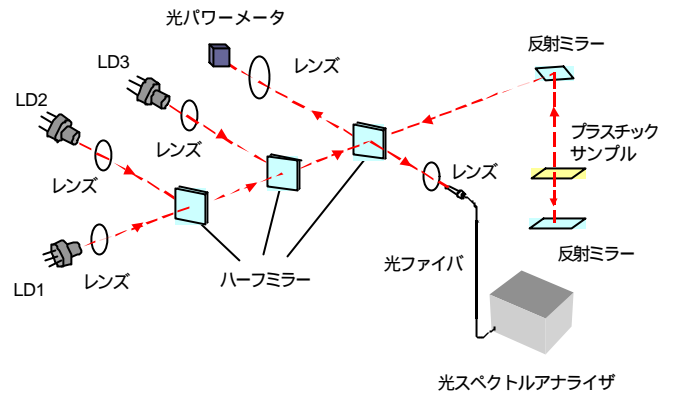 光パワーメータ
反射ミラー
LD3
レンズ
LD2
プラスチック
サンプル
レンズ
レンズ
レンズ
反射ミラー
光ファイバ
ハーフミラー
レンズ
LD1
光スペクトルアナライザ